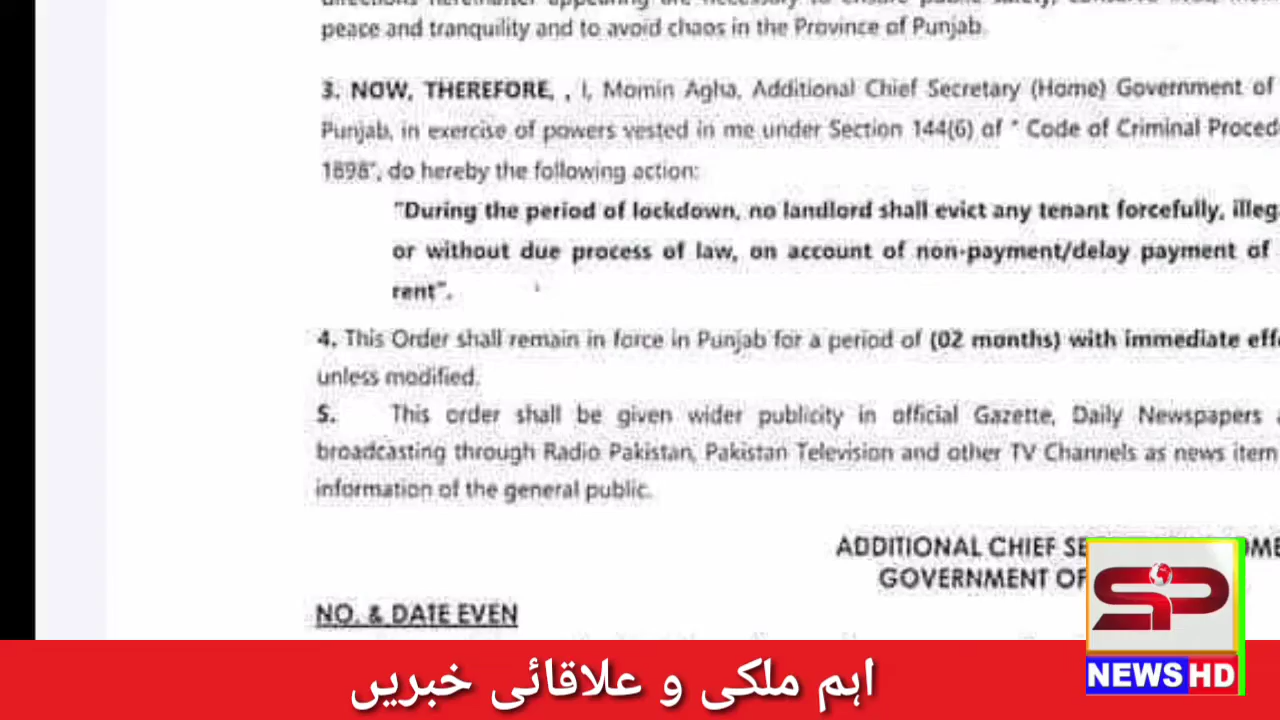 peace and tranquility and to avoid chaos in the Province of Punjab.
3. NOW, THEREFORE, , I, Momin Agha, Additional Chief Secretary (Home) Government of
Punjab, in exercise of powers vested in me under Section 144(6) of " Code of Criminal Proced
1898", do hereby the following action:
"During the period of lockdown, no landlord shall evict any tenant forcefully, illeg
or without due process of law, on account of non-payment/delay payment of
rent".
4. This Order shall remain in force in Punjab for a period of (02 months) with immediate effe
unless modified.
5. This order shall be given wider publicity in official Gazette, Daily Newspapers
broadcasting through Radio Pakistan, Pakistan Television and other TV Channels as news item
information of the general public.
ADDITIONAL CHIEF SE OME
GOVERNMENT OF
NO. & DATE EVEN
SP
NEWS HD
اہم ملکی و علاقائی خبریں